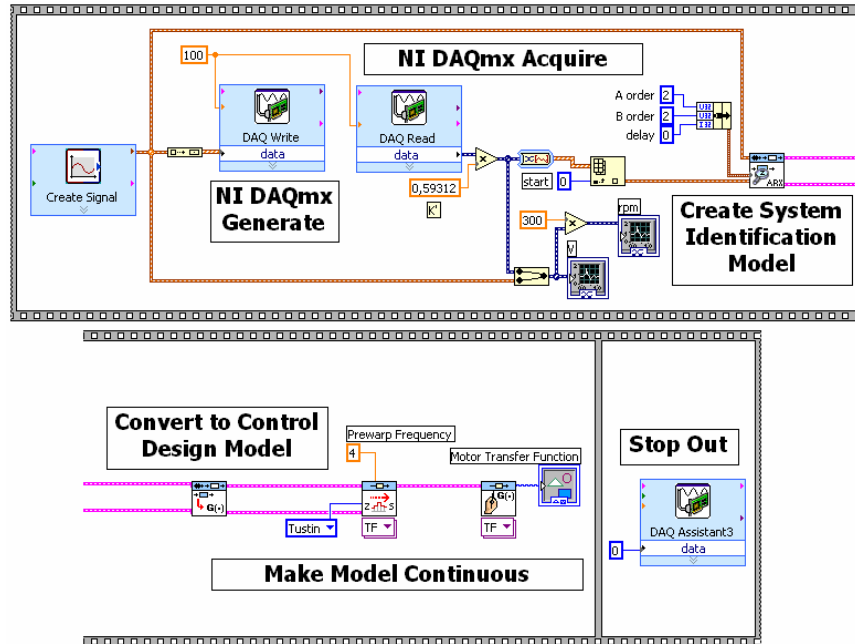 NI DAQmx Acquire
100
DAQ Write
data
DAQ Read
data
A order 2
B order 2
delay 0
Create Signal
NI DAQmx
Generate
0,59312
K'
start
0
ARX
300
rpm
V
Create System
Identification
Model
Convert to Control
Design Model
Prewarp Frequency
4
Motor Transfer Function
G(•)
Z S
G(•)
Tustin
TF
TF
Make Model Continuous
Stop Out
DAQ Assistant3
0
data